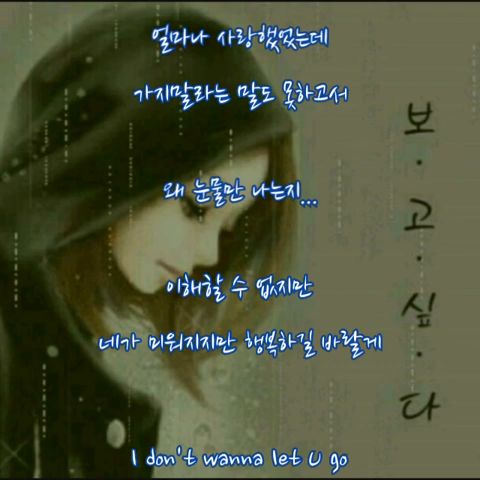 얼마나 사랑했었는데
가지말라는 말도 못하고서
왜 눈물만 나는지...
이해할 수 없지만
네가 미워지지만 행복하길 바랄게
I don't wanna let U go
보·고·싶·다